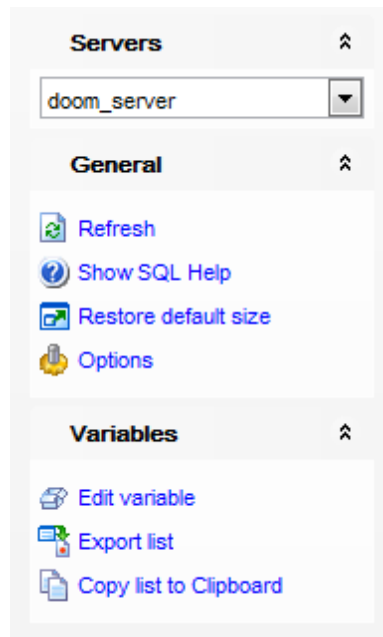 Servers
doom_server
General
Refresh
Show SQL Help
Restore default size
Options
Variables
Edit variable
Export list
Copy list to Clipboard